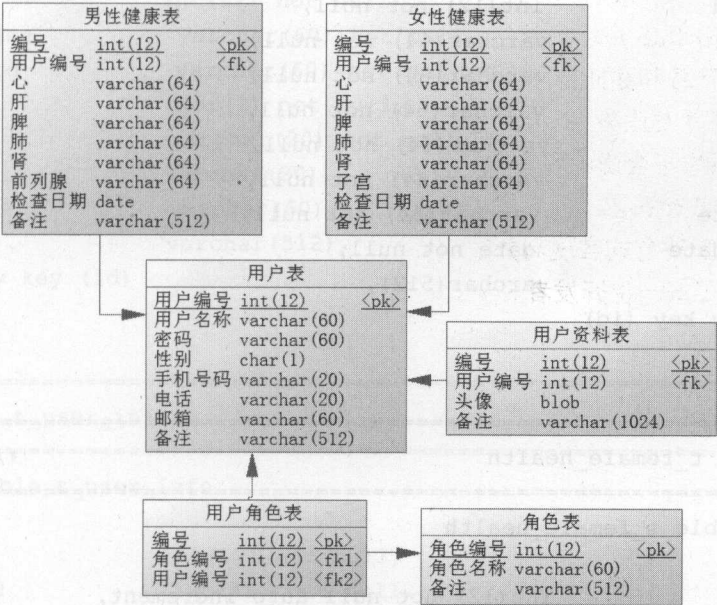 男性健康表
编号 int(12) <pk>
用户编号 int(12) <fk>
心 varchar(64)
肝 varchar(64)
脾 varchar(64)
肺 varchar(64)
肾 varchar(64)
前列腺 varchar(64)
检查日期 date
备注 varchar(512)
女性健康表
编号 int(12) <pk>
用户编号 int(12) <fk>
心 varchar(64)
肝 varchar(64)
脾 varchar(64)
肺 varchar(64)
肾 varchar(64)
子宫 varchar(64)
检查日期 date
备注 varchar(512)
用户表
用户编号 int(12) <pk>
用户名称 varchar(60)
密码 varchar(60)
性别 char(1)
手机号码 varchar(20)
电话 varchar(20)
邮箱 varchar(60)
备注 varchar(512)
用户资料表
编号 int(12) <pk>
用户编号 int(12) <fk>
头像 blob
备注 varchar(1024)
用户角色表
编号 int(12) <pk>
角色编号 int(12) <fk1>
用户编号 int(12) <fk2>
角色表
角色编号 int(12) <pk>
角色名称 varchar(60)
备注 varchar(512)